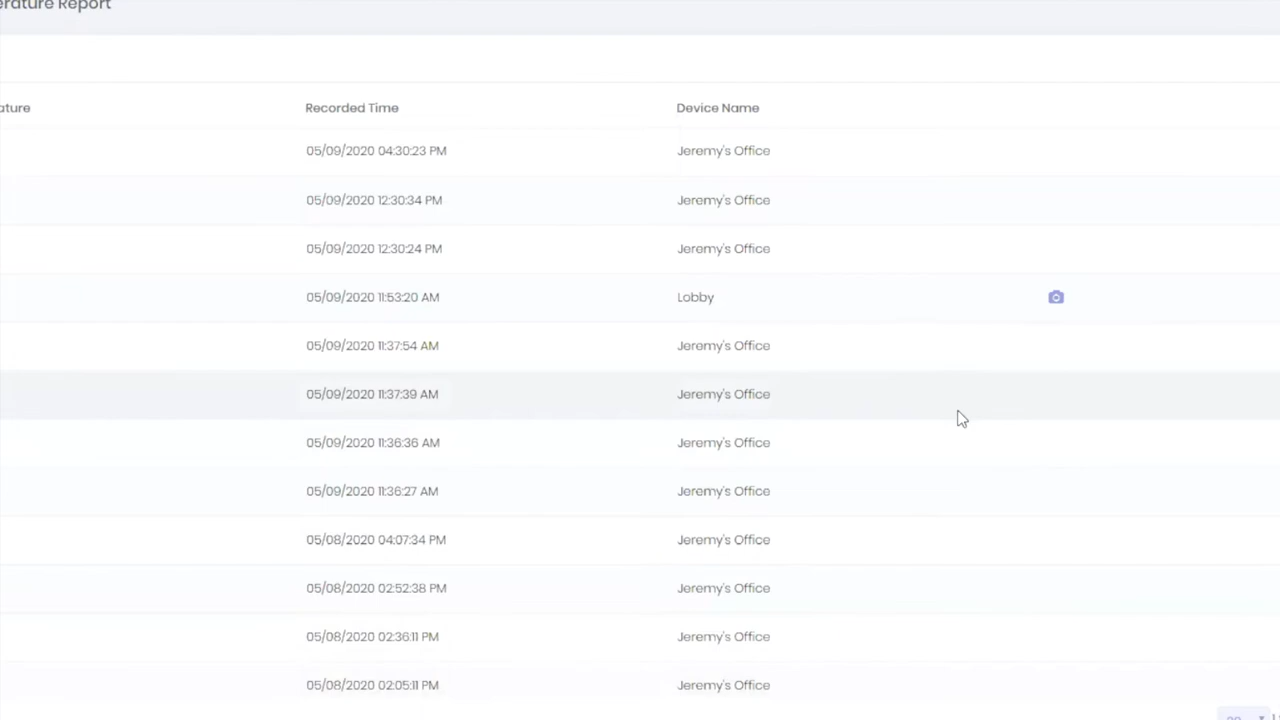 erature Report
ature Recorded Time Device Name
05/09/2020 04:30:23 PM Jeremy's Office
05/09/2020 12:30:34 PM Jeremy's Office
05/09/2020 12:30:24 PM Jeremy's Office
05/09/2020 11:53:20 AM Lobby
05/09/2020 11:37:54 AM Jeremy's Office
05/09/2020 11:37:39 AM Jeremy's Office
05/09/2020 11:36:36 AM Jeremy's Office
05/09/2020 11:36:27 AM Jeremy's Office
05/08/2020 04:07:34 PM Jeremy's Office
05/08/2020 02:52:38 PM Jeremy's Office
05/08/2020 02:36:11 PM Jeremy's Office
05/08/2020 02:05:11 PM Jeremy's Office